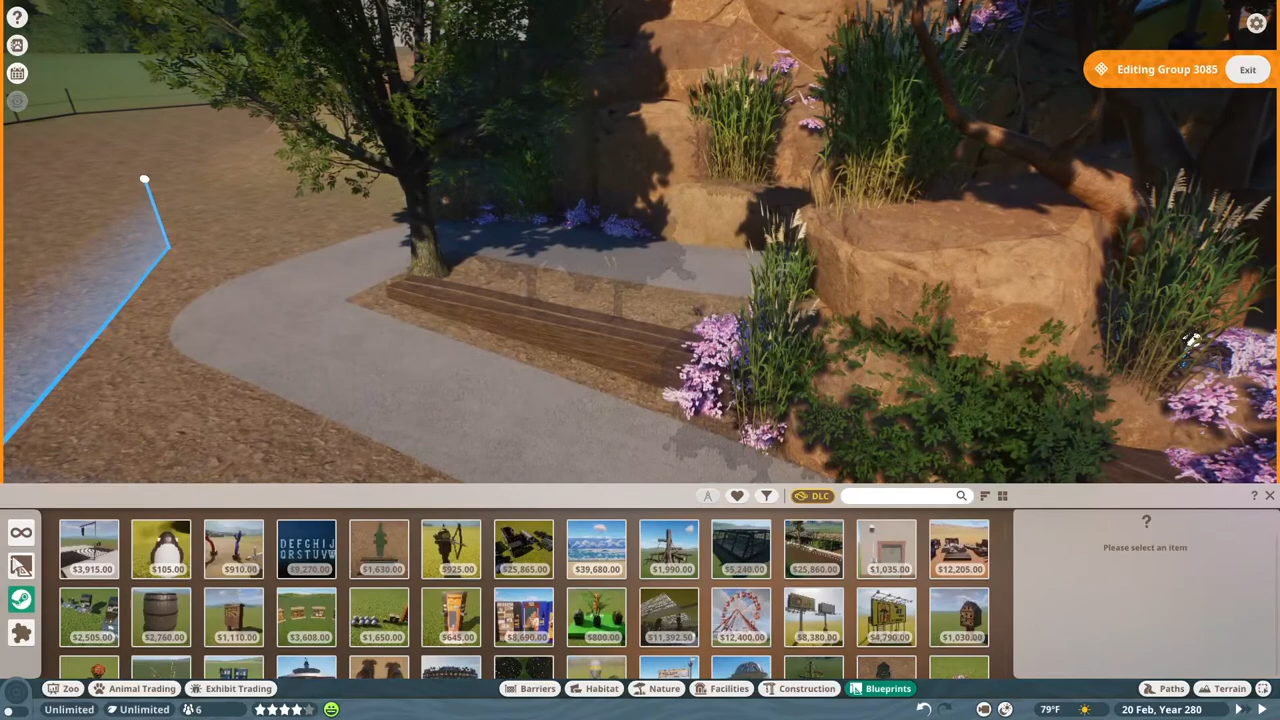 ?
Editing Group 3085
Exit
DLC
?
$3,915.00
$105.00
$910.00
DEFGHIJ
QRSTUVW
$9,270.00
$1,630.00
$925.00
$25,865.00
$39,680.00
$1,990.00
$5,240.00
$25,860.00
$1,035.00
$12,205.00
?
Please select an item
$2,505.00
$2,760.00
$1,110.00
$3,608.00
$1,650.00
$645.00
$8,690.00
$800.00
$11,392.50
$12,400.00
$8,380.00
$4,790.00
$1,030.00
Zoo
Animal Trading
Exhibit Trading
Barriers
Habitat
Nature
Facilities
Construction
Blueprints
Paths
Terrain
Unlimited
Unlimited
6
79°F
20 Feb, Year 280